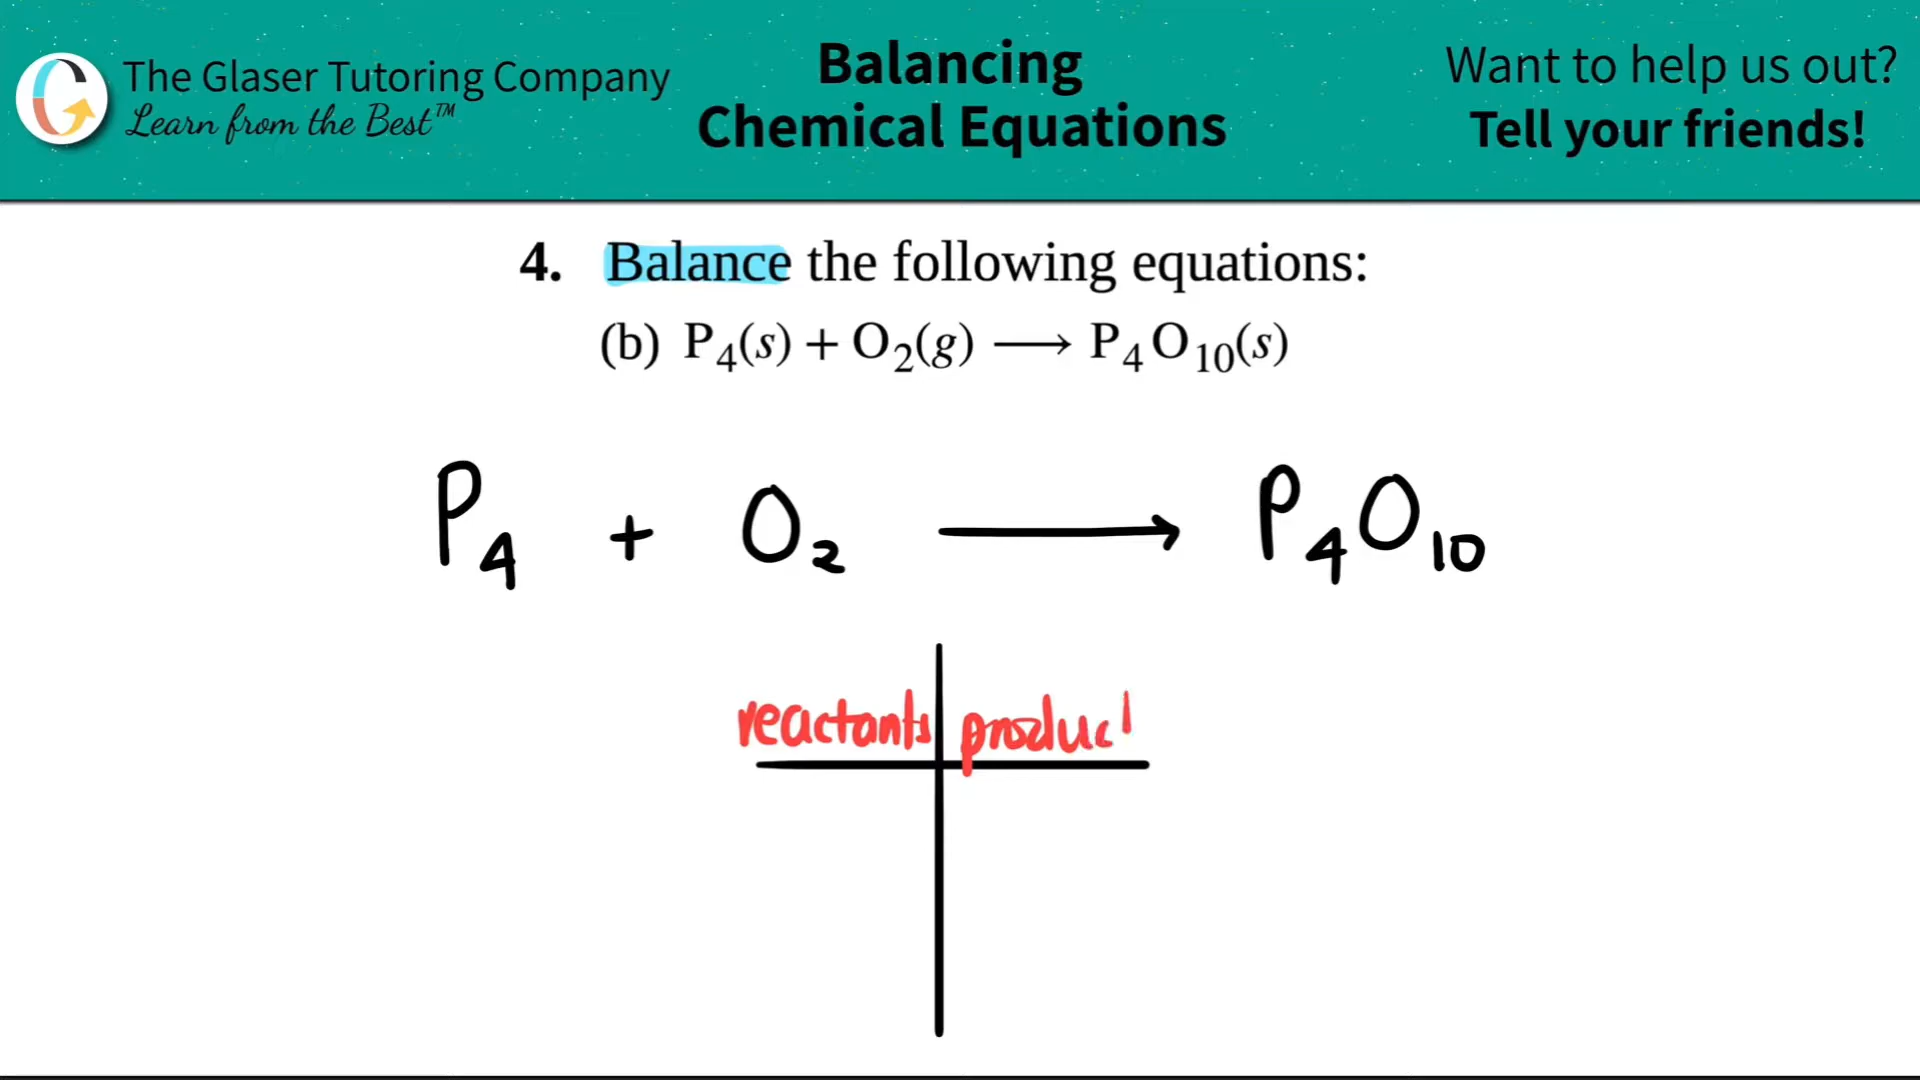 The Glaser Tutoring Company
Learn from the Best™
Balancing
Chemical Equations
Want to help us out?
Tell your friends!
4. Balance the following equations:
(b) P₄(s) + O₂(g) ⟶ P₄O₁₀(s)
P₄ + O₂ ⟶ P₄O₁₀
reactants product